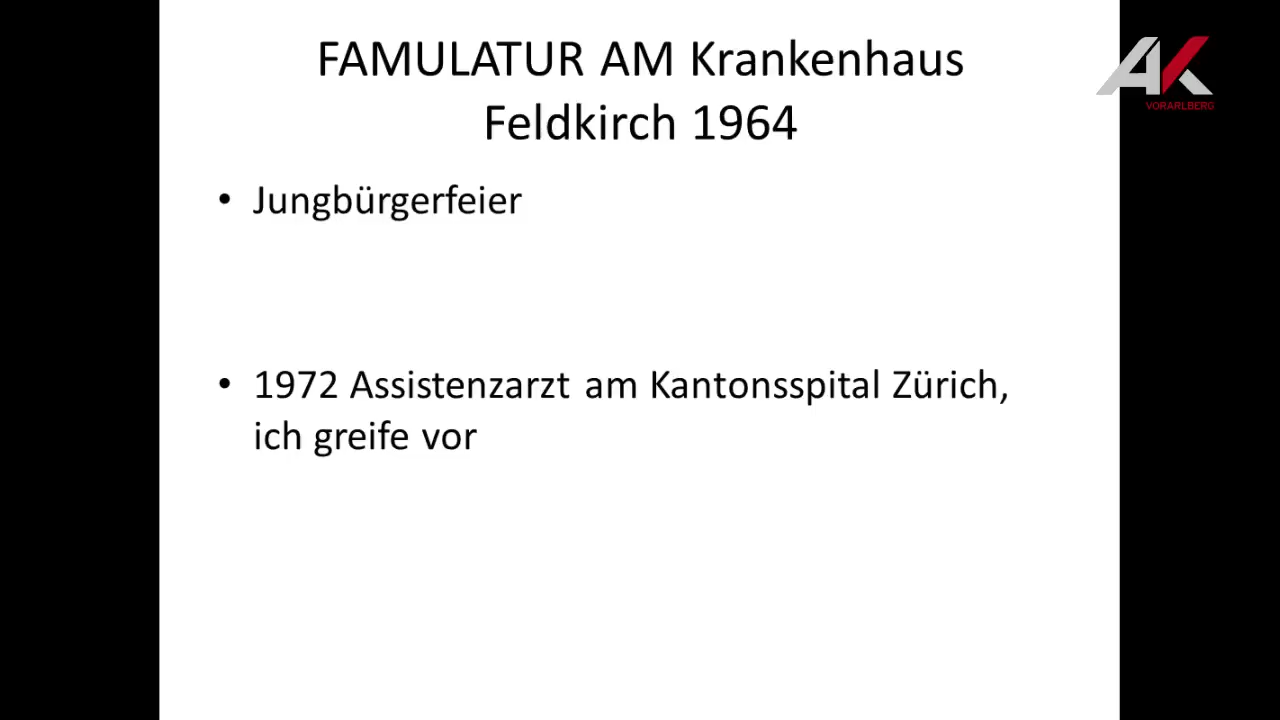 FAMULATUR AM Krankenhaus
Feldkirch 1964
• Jungbürgerfeier
• 1972 Assistenzarzt am Kantonsspital Zürich,
ich greife vor
AK
VORARLBERG